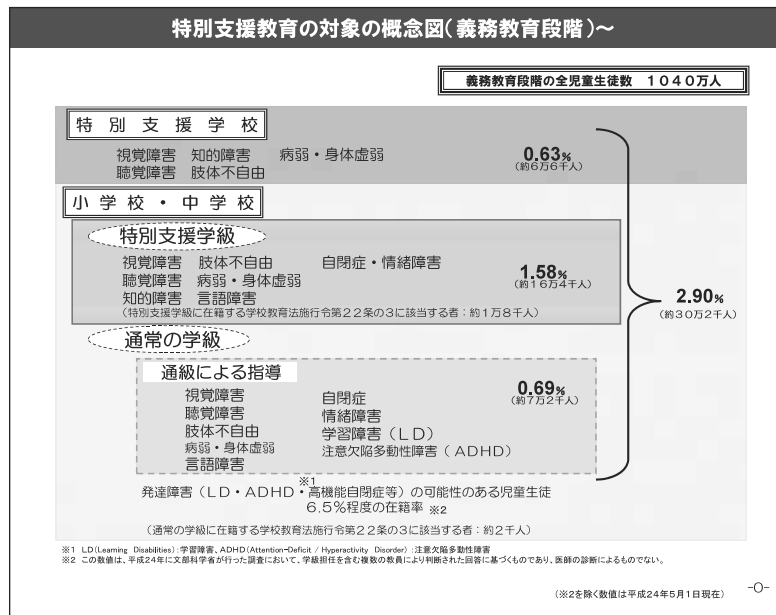 特別支援教育の対象の概念図（義務教育段階）～
義務教育段階の全児童生徒数　１０４０万人
特別支援学校
視覚障害　知的障害　病弱・身体虚弱
聴覚障害　肢体不自由
0.63%
（約６万６千人）
小学校・中学校
特別支援学級
視覚障害　肢体不自由　自閉症・情緒障害
聴覚障害　病弱・身体虚弱
知的障害　言語障害
（特別支援学級に在籍する学校教育法施行令第２２条の３に該当する者：約１万８千人）
1.58%
（約１６万４千人）
2.90%
（約３０万２千人）
通常の学級
通級による指導
視覚障害　自閉症
聴覚障害　情緒障害
肢体不自由　学習障害（ＬＤ）
病弱・身体虚弱　注意欠陥多動性障害（ＡＤＨＤ）
言語障害
0.69%
（約７万２千人）
※1
発達障害（ＬＤ・ＡＤＨＤ・高機能自閉症等）の可能性のある児童生徒
６.５％程度の在籍率 ※2
（通常の学級に在籍する学校教育法施行令第２２条の３に該当する者：約２千人）
※１ LD（Learning Disabilities）：学習障害、ADHD（Attention-Deficit / Hyperactivity Disorder）：注意欠陥多動性障害
※２ この数値は、平成24年に文部科学省が行った調査において、学級担任を含む複数の教員により判断された回答に基づくものであり、医師の診断によるものでない。
（※２を除く数値は平成24年5月1日現在）
-0-